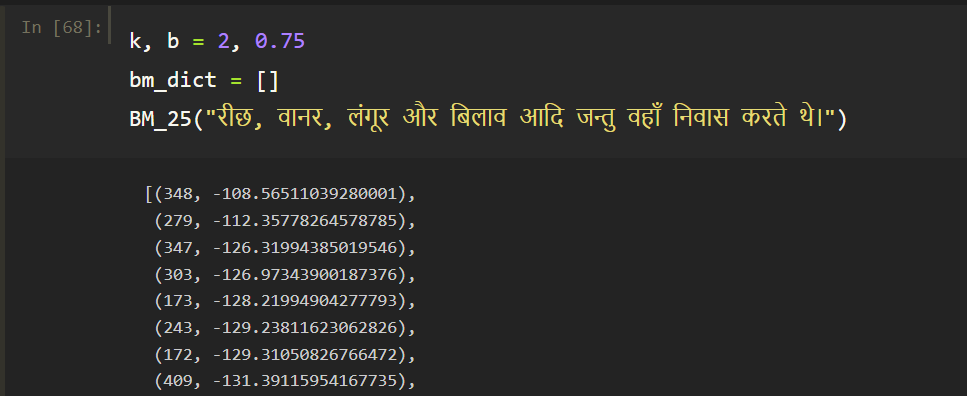 In [68]:
k, b = 2, 0.75
bm_dict = []
BM_25("रीछ, वानर, लंगूर और बिलाव आदि जन्तु वहाँ निवास करते थे।")
[(348, -108.56511039280001),
(279, -112.35778264578785),
(347, -126.31994385019546),
(303, -126.97343900187376),
(173, -128.21994904277793),
(243, -129.23811623062826),
(172, -129.31050826766472),
(409, -131.39115954167735),